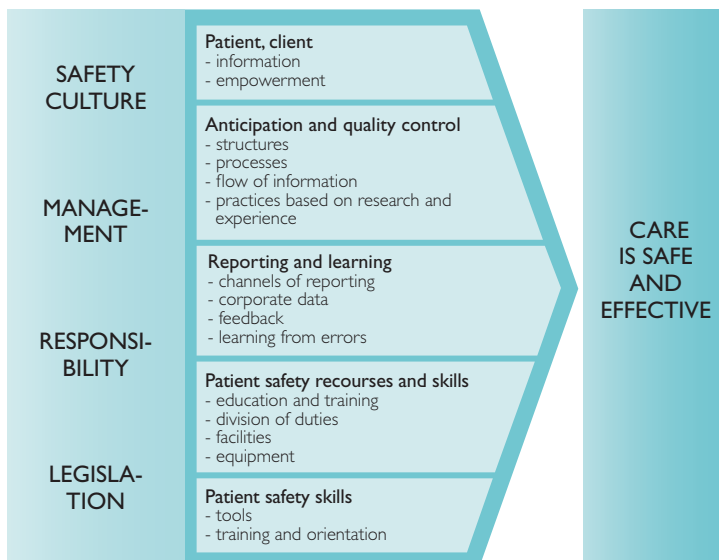 SAFETY
CULTURE
MANAGE-
MENT
RESPONSI-
BILITY
LEGISLA-
TION
Patient, client
- information
- empowerment
Anticipation and quality control
- structures
- processes
- flow of information
- practices based on research and
experience
Reporting and learning
- channels of reporting
- corporate data
- feedback
- learning from errors
Patient safety recourses and skills
- education and training
- division of duties
- facilities
- equipment
Patient safety skills
- tools
- training and orientation
CARE
IS SAFE
AND
EFFECTIVE